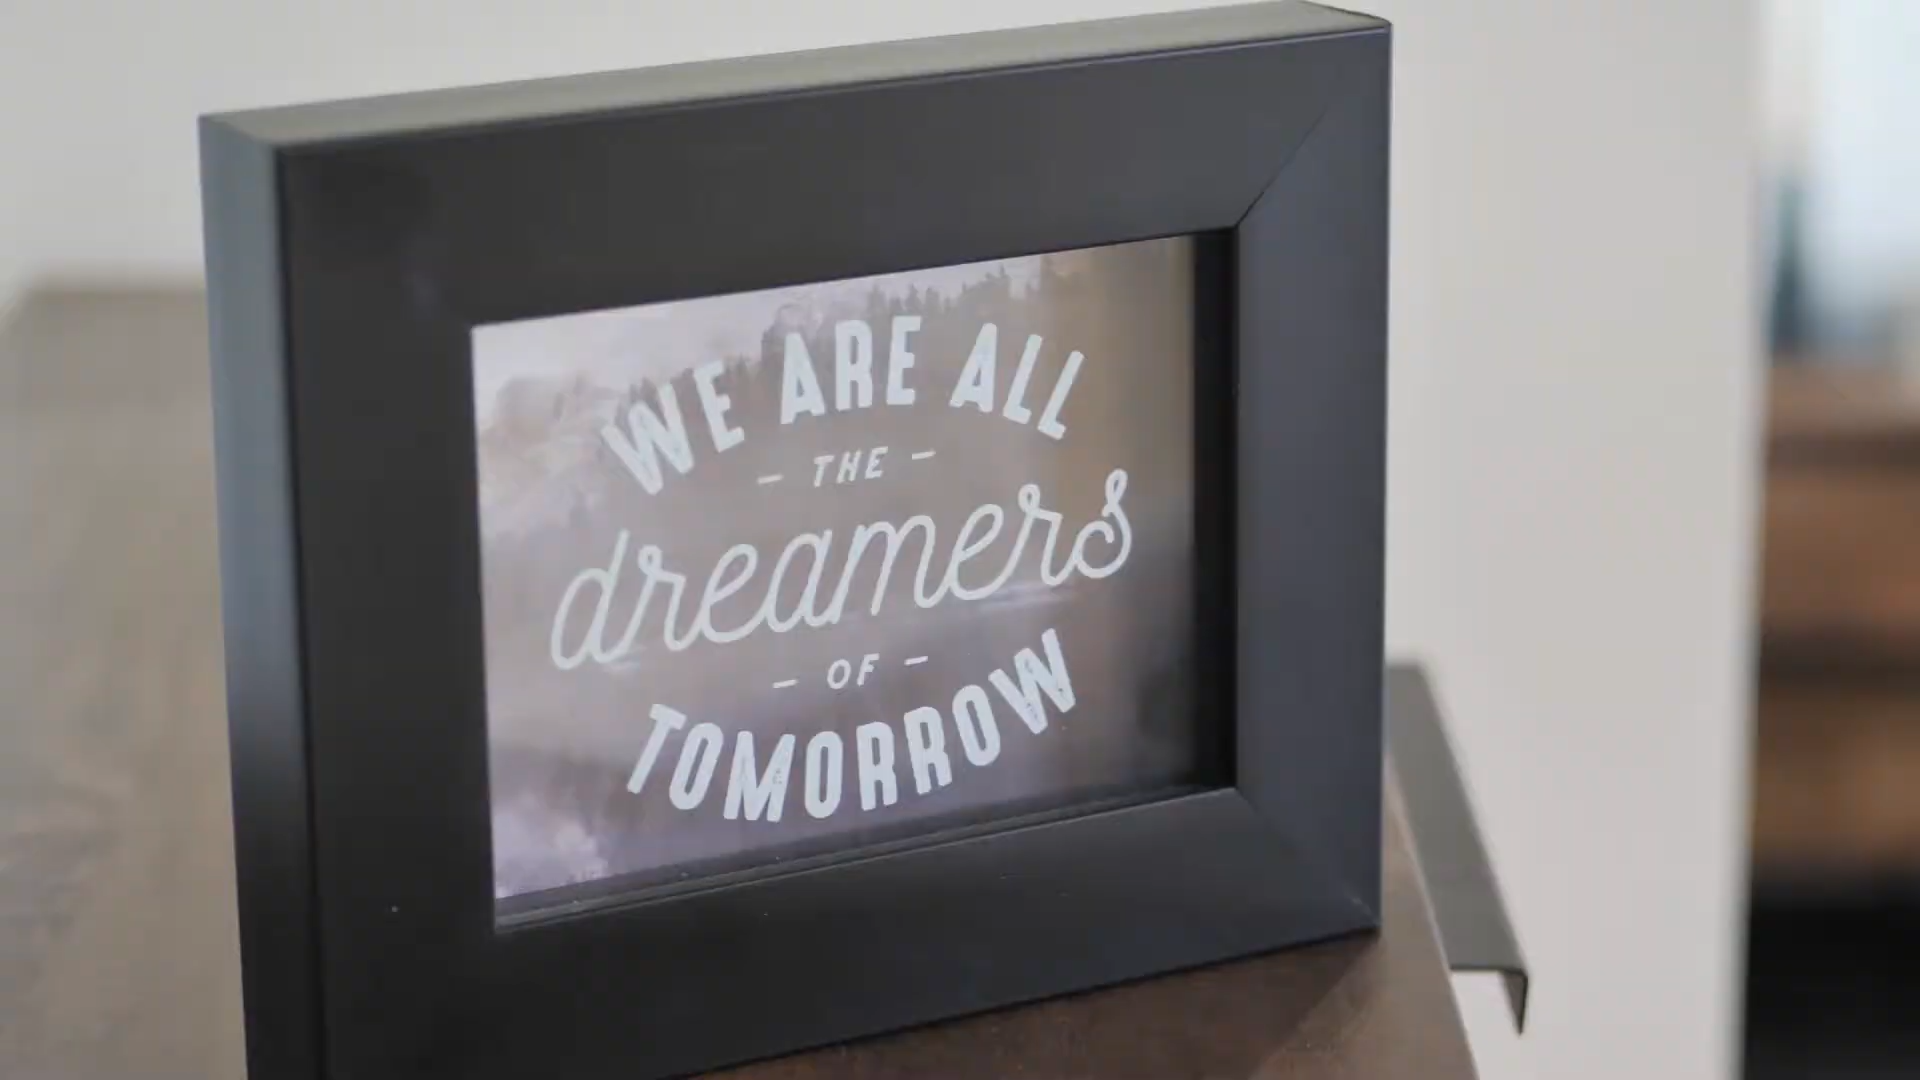 WE ARE ALL
– THE –
dreamers
– OF –
TOMORROW